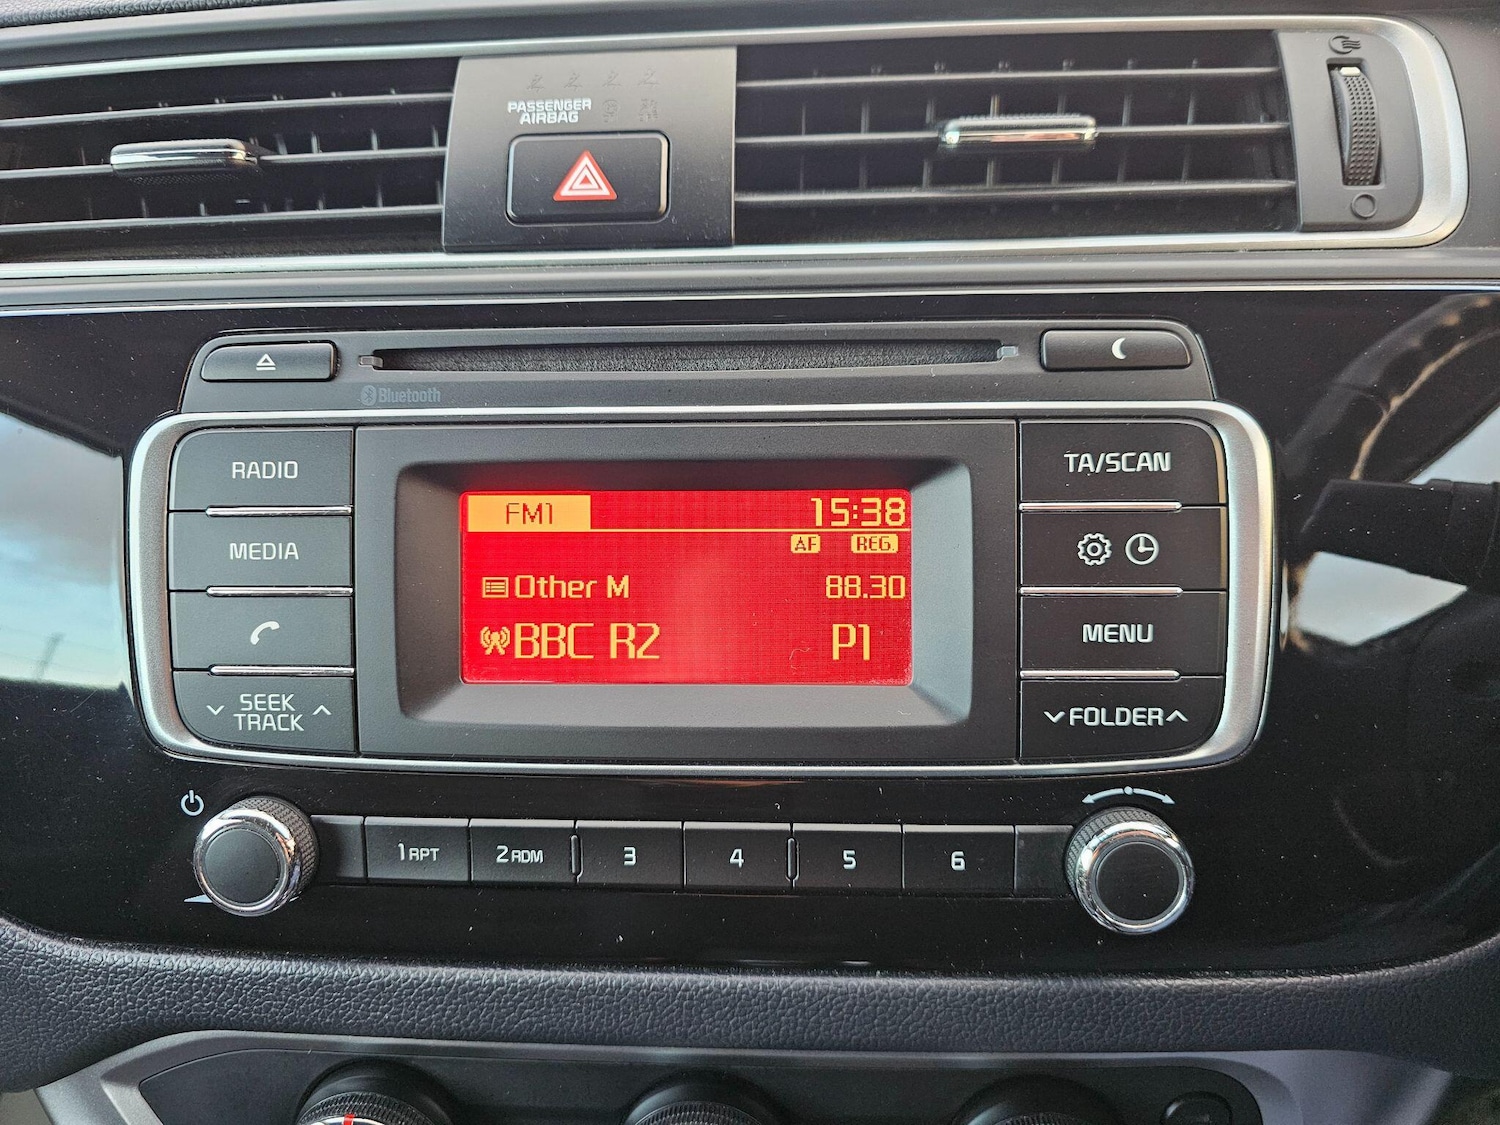 PASSENGER
AIRBAG
Bluetooth
RADIO
MEDIA
SEEK
TRACK
FM1
15:38
AF
REG.
Other M
88.30
BBC R2
P1
TA/SCAN
MENU
FOLDER
1 RPT
2 RDM
3
4
5
6